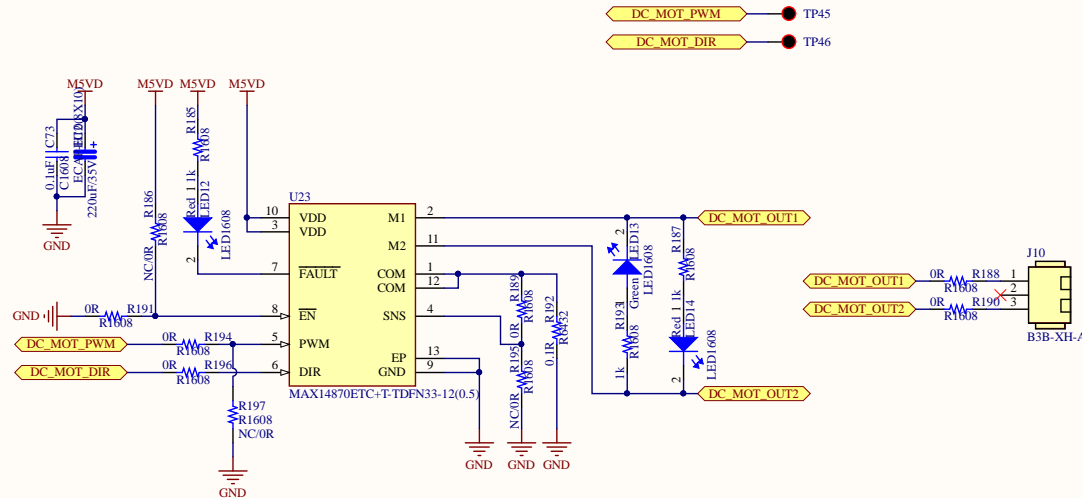 DC_MOT_PWM
TP45
DC_MOT_DIR
TP46
M5VD
M5VD
M5VD
M5VD
C73
0.1uF
C1608
220uF/35V
GND
R186
R1608
NC/0R
R185
R1608
1k
Red 1
LED12
LED1608
2
U23
10
VDD
3
VDD
7
FAULT
8
EN
5
PWM
6
DIR
M1
2
M2
11
COM
1
COM
12
SNS
4
EP
13
GND
9
MAX14870ETC+T-TDFN33-12(0.5)
GND
0R
R191
R1608
DC_MOT_PWM
0R
R194
R1608
DC_MOT_DIR
0R
R196
R1608
R197
R1608
NC/0R
GND
GND
R189
R1608
0R
R195
R1608
NC/0R
GND
R192
R6432
0.1R
GND
2
LED13
LED1608
Green
1
R193
R1608
1k
R187
R1608
1k
Red 1
LED14
LED1608
2
DC_MOT_OUT1
DC_MOT_OUT2
DC_MOT_OUT1
0R
R188
R1608
DC_MOT_OUT2
0R
R190
R1608
J10
1
2
3
B3B-XH-A